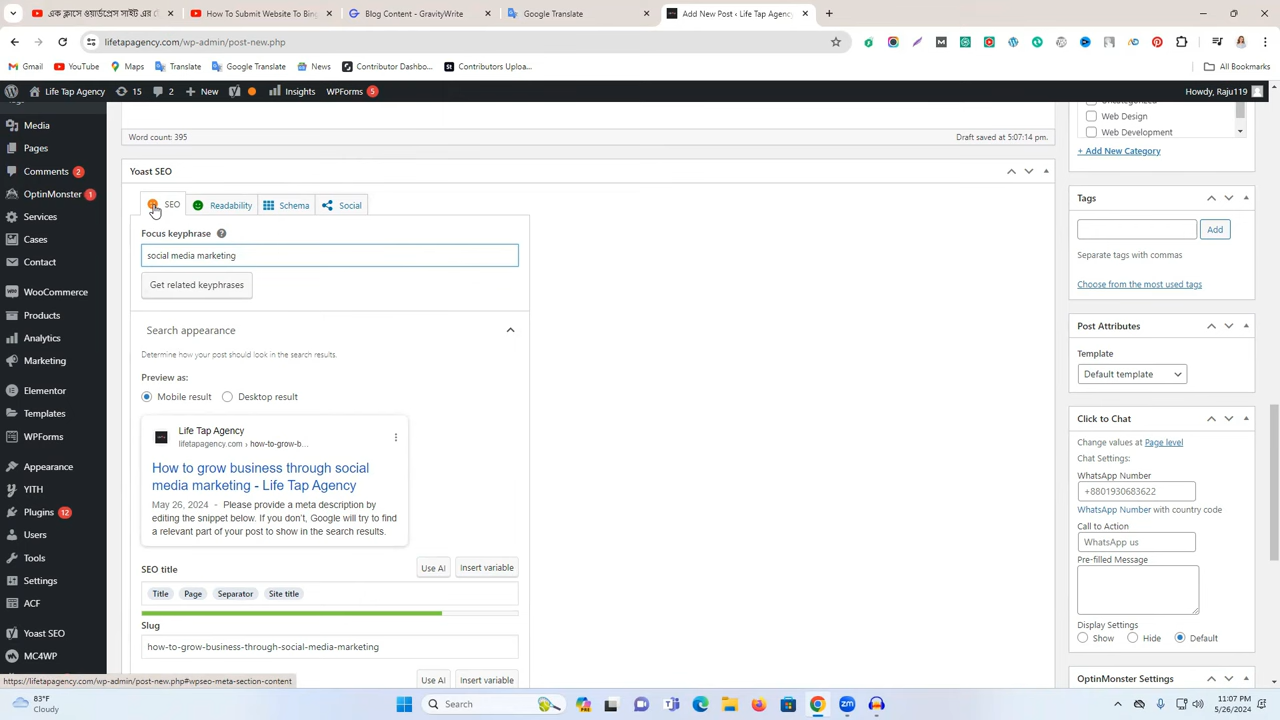 এক ক্লাসে ওয়ার্ডপ্রেস সাইট এর ট
How To Submit Website To Bing
Blog Content - GravityWrite
Google Translate
Add New Post ‹ Life Tap Agency
lifetapagency.com/wp-admin/post-new.php
Gmail
YouTube
Maps
Translate
Google Translate
News
Contributor Dashbo...
Contributors Uploa...
All Bookmarks
Life Tap Agency
15
2
New
Insights
WPForms 5
Howdy, Raju119
Media
Pages
Comments 2
OptinMonster 1
Services
Cases
Contact
WooCommerce
Products
Analytics
Marketing
Elementor
Templates
WPForms
Appearance
YITH
Plugins 12
Users
Tools
Settings
ACF
Yoast SEO
MC4WP
Word count: 395
Draft saved at 5:07:14 pm.
Yoast SEO
SEO
Readability
Schema
Social
Focus keyphrase
social media marketing
Get related keyphrases
Search appearance
Determine how your post should look in the search results.
Preview as:
Mobile result
Desktop result
Life Tap Agency
lifetapagency.com › how-to-grow-b...
How to grow business through social
media marketing - Life Tap Agency
May 26, 2024 - Please provide a meta description by
editing the snippet below. If you don't, Google will try to find
a relevant part of your post to show in the search results.
SEO title
Use AI
Insert variable
Title
Page
Separator
Site title
Slug
how-to-grow-business-through-social-media-marketing
Use AI
Insert variable
Uncategorized
Web Design
Web Development
+ Add New Category
Tags
Add
Separate tags with commas
Choose from the most used tags
Post Attributes
Template
Default template
Click to Chat
Change values at Page level
Chat Settings:
WhatsApp Number
+8801930683622
WhatsApp Number with country code
Call to Action
WhatsApp us
Pre-filled Message
Display Settings
Show
Hide
Default
OptinMonster Settings
https://lifetapagency.com/wp-admin/post-new.php#wpseo-meta-section-content
83°F
Cloudy
Search
11:07 PM
5/26/2024